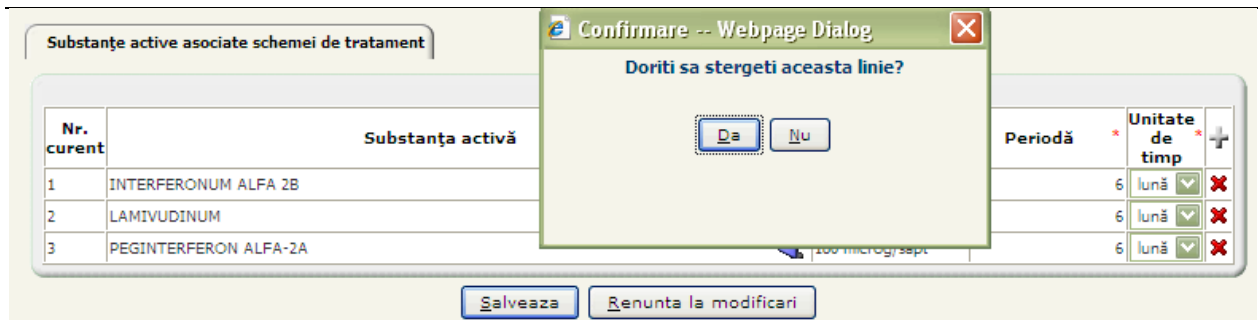 Substanțe active asociate schemei de tratament
Confirmare -- Webpage Dialog
Doriti sa stergeti aceasta linie?
Da
Nu
Nr. curent
Substanța activă
Periodă *
Unitate de timp *
1 INTERFERONUM ALFA 2B 6 lună
2 LAMIVUDINUM 6 lună
3 PEGINTERFERON ALFA-2A microg/sapt 6 lună
Salveaza
Renunta la modificari